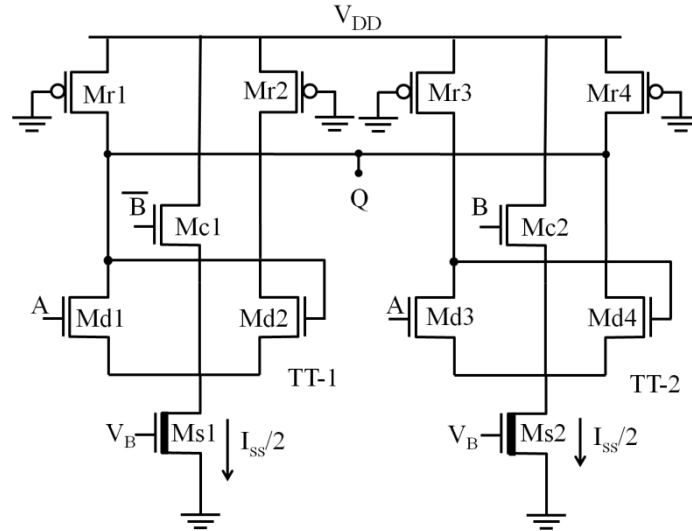 V_DD
Mr1
Mr2
Mr3
Mr4
Q
B̅
Mc1
B
Mc2
A
Md1
Md2
A
Md3
Md4
TT-1
TT-2
V_B
Ms1
I_ss/2
V_B
Ms2
I_ss/2